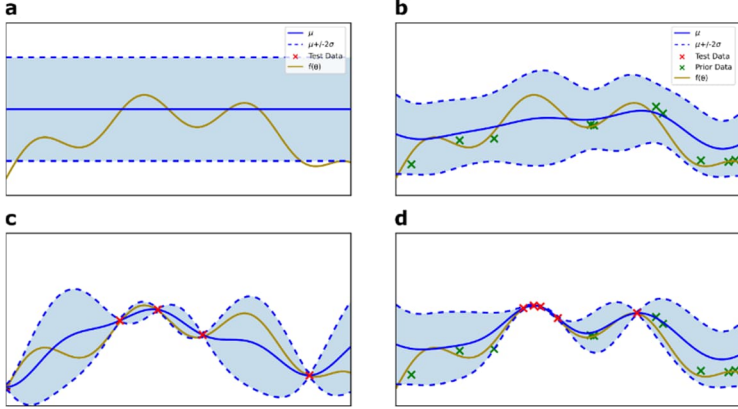 a
μ
μ+/-2σ
Test Data
f(θ)
b
μ
μ+/-2σ
Test Data
Prior Data
f(θ)
c
d